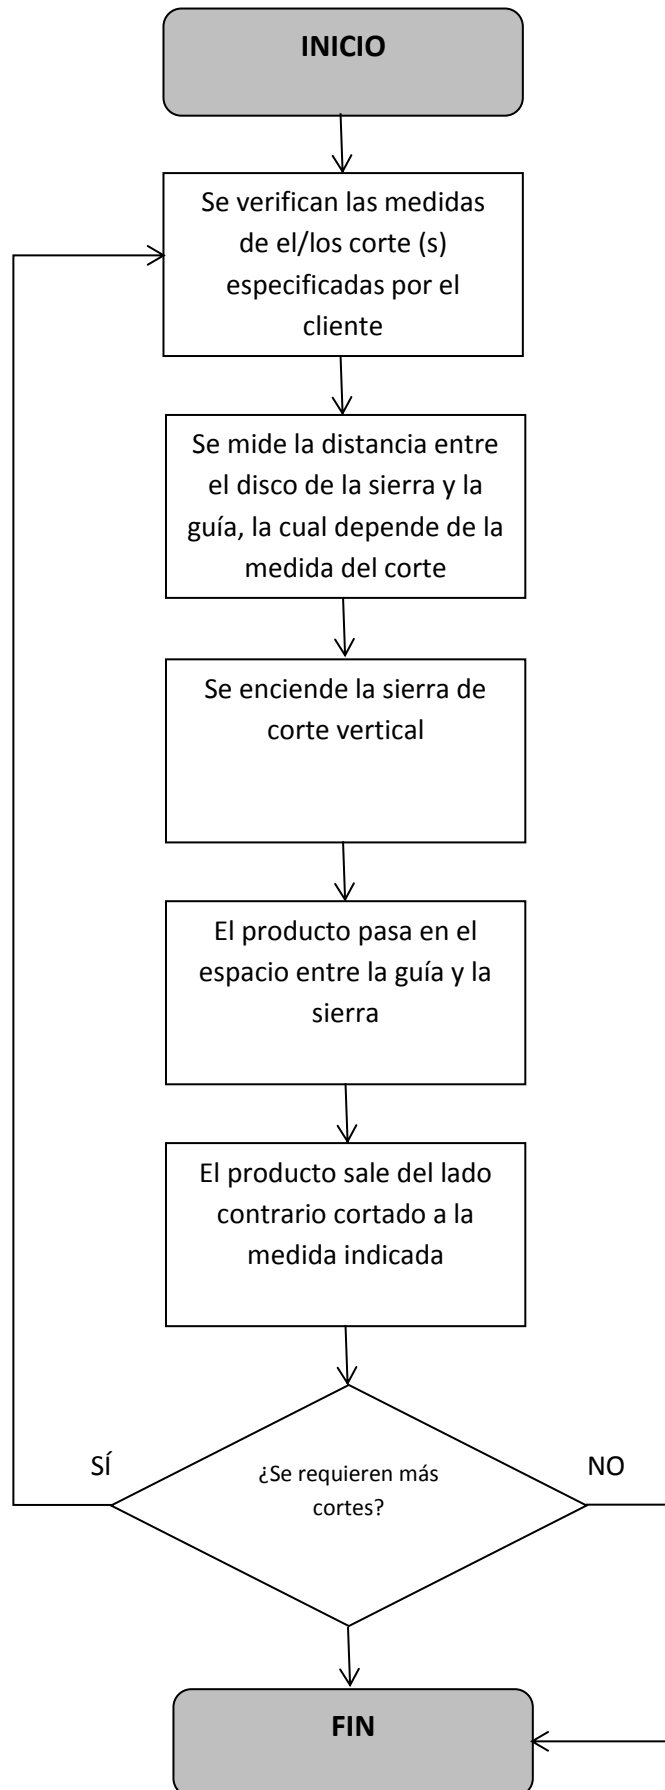 INICIO
Se verifican las medidas
de el/los corte (s)
especificadas por el
cliente
Se mide la distancia entre
el disco de la sierra y la
guía, la cual depende de la
medida del corte
Se enciende la sierra de
corte vertical
El producto pasa en el
espacio entre la guía y la
sierra
El producto sale del lado
contrario cortado a la
medida indicada
SÍ
¿Se requieren más
cortes?
NO
FIN